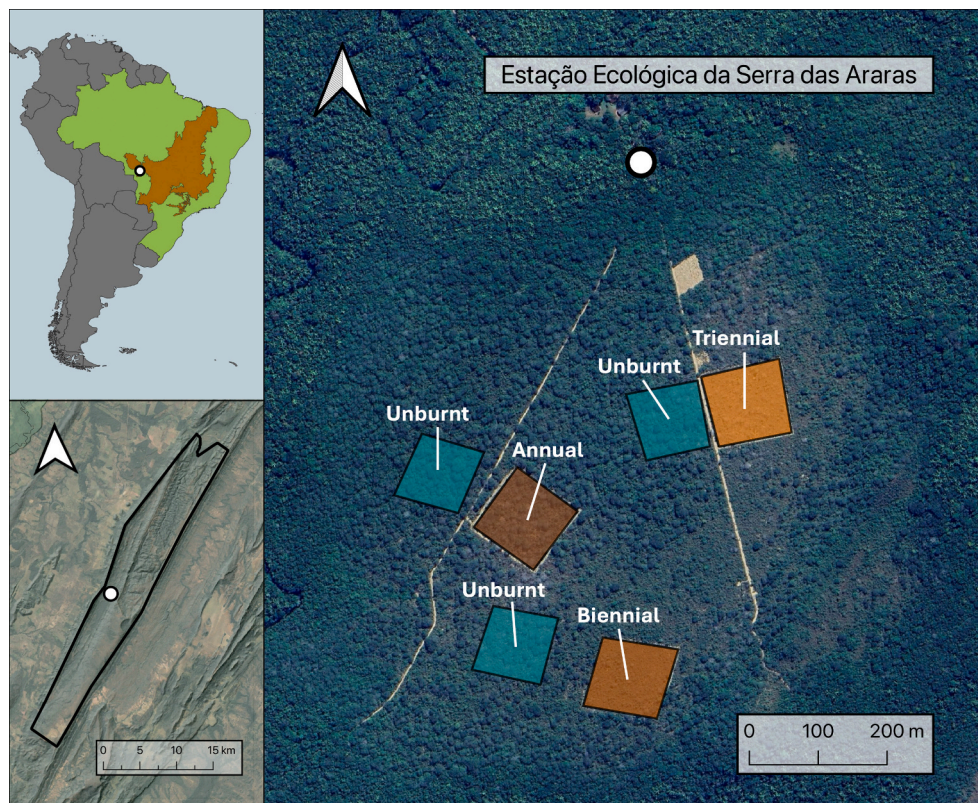 Estação Ecológica da Serra das Araras
Triennial
Unburnt
Unburnt
Annual
Unburnt
Biennial
0 5 10 15 km
0 100 200 m